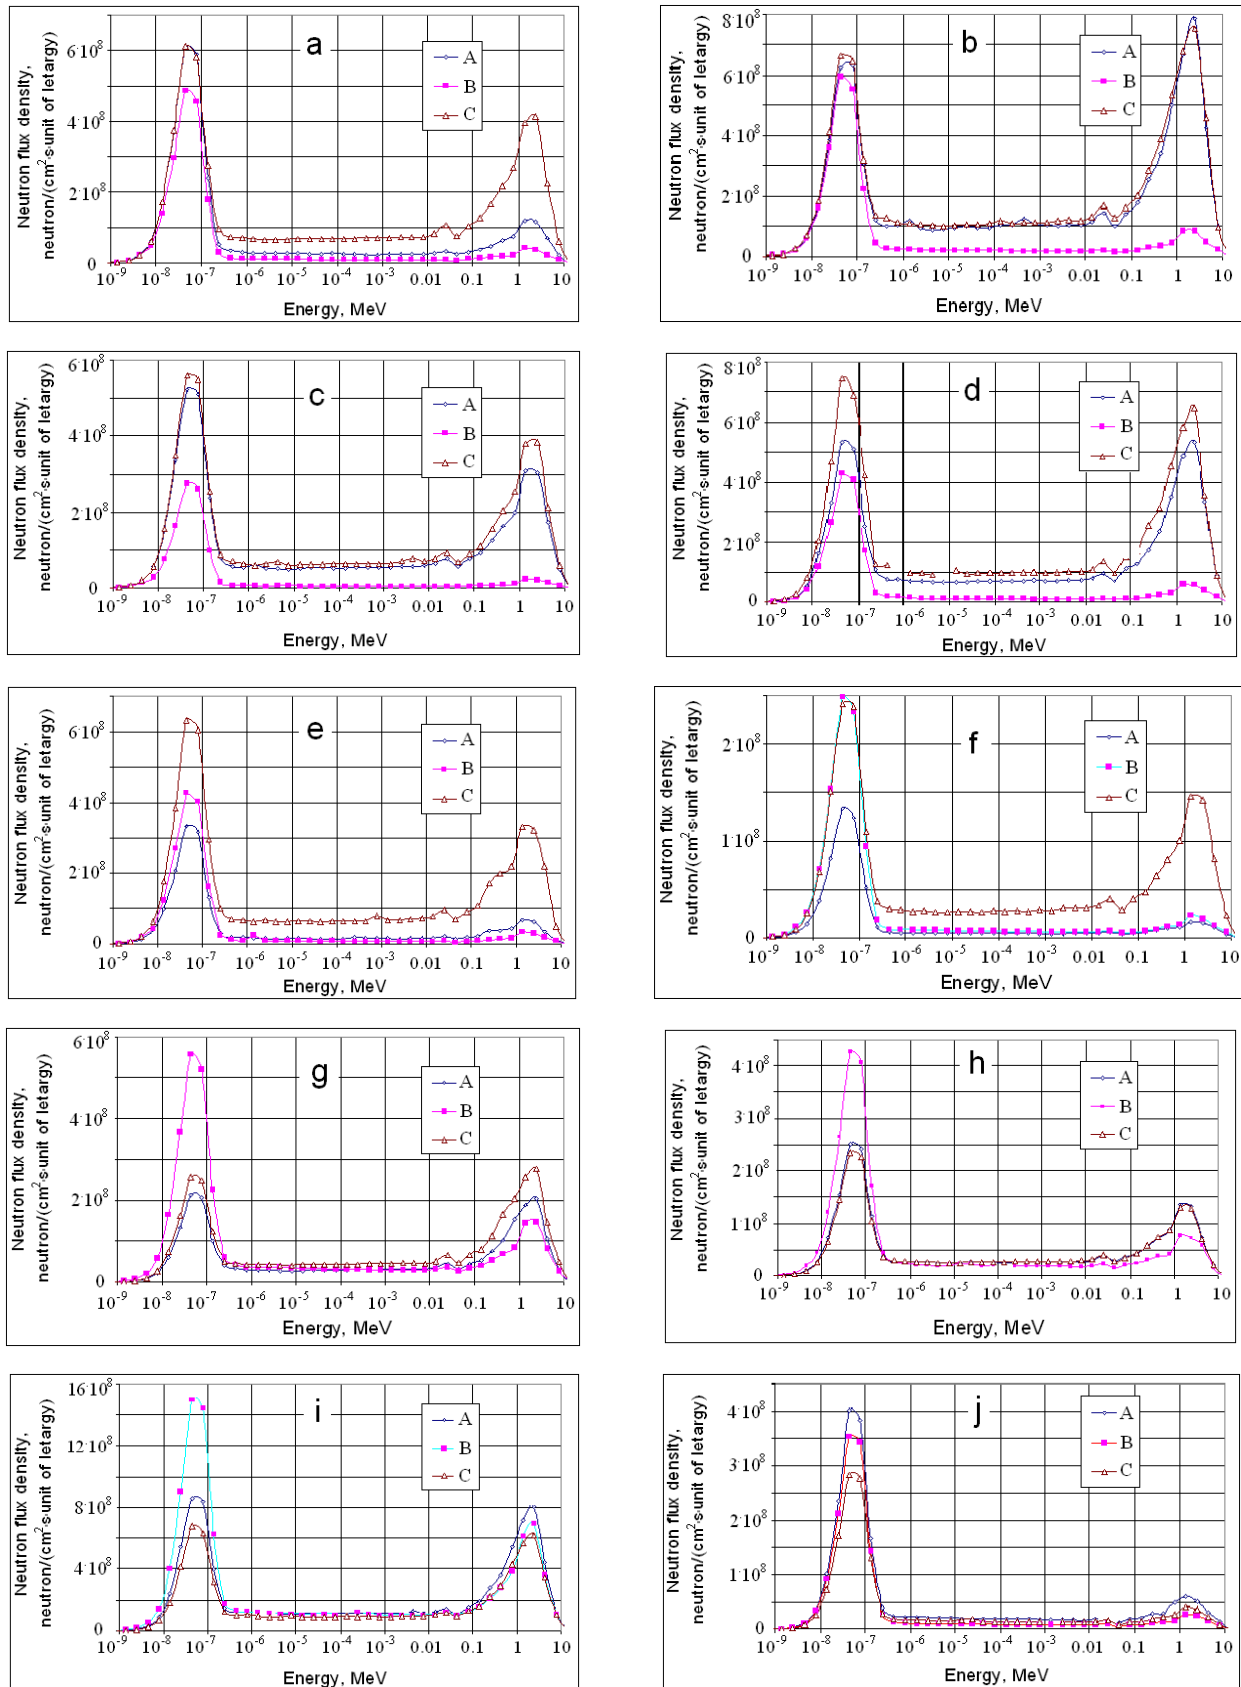 Neutron flux density,
neutron/(cm²·s·unit of letargy)
a
A
B
C
6·10⁸
4·10⁸
2·10⁸
0
10⁻⁹ 10⁻⁸ 10⁻⁷ 10⁻⁶ 10⁻⁵ 10⁻⁴ 10⁻³ 0.01 0.1 1 10
Energy, MeV
Neutron flux density,
neutron/(cm²·s·unit of letargy)
b
A
B
C
8·10⁸
6·10⁸
4·10⁸
2·10⁸
0
10⁻⁹ 10⁻⁸ 10⁻⁷ 10⁻⁶ 10⁻⁵ 10⁻⁴ 10⁻³ 0.01 0.1 1 10
Energy, MeV
Neutron flux density,
neutron/(cm²·s·unit of letargy)
c
A
B
C
6·10⁸
4·10⁸
2·10⁸
0
10⁻⁹ 10⁻⁸ 10⁻⁷ 10⁻⁶ 10⁻⁵ 10⁻⁴ 10⁻³ 0.01 0.1 1 10
Energy, MeV
Neutron flux density,
neutron/(cm²·s·unit of letargy)
d
A
B
C
8·10⁸
6·10⁸
4·10⁸
2·10⁸
0
10⁻⁹ 10⁻⁸ 10⁻⁷ 10⁻⁶ 10⁻⁵ 10⁻⁴ 10⁻³ 0.01 0.1 1 10
Energy, MeV
Neutron flux density,
neutron/(cm²·s·unit of letargy)
e
A
B
C
6·10⁸
4·10⁸
2·10⁸
0
10⁻⁹ 10⁻⁸ 10⁻⁷ 10⁻⁶ 10⁻⁵ 10⁻⁴ 10⁻³ 0.01 0.1 1 10
Energy, MeV
Neutron flux density,
neutron/(cm²·s·unit of letargy)
f
A
B
C
2·10⁸
1·10⁸
0
10⁻⁹ 10⁻⁸ 10⁻⁷ 10⁻⁶ 10⁻⁵ 10⁻⁴ 10⁻³ 0.01 0.1 1 10
Energy, MeV
Neutron flux density,
neutron/(cm²·s·unit of letargy)
g
A
B
C
6·10⁸
4·10⁸
2·10⁸
0
10⁻⁹ 10⁻⁸ 10⁻⁷ 10⁻⁶ 10⁻⁵ 10⁻⁴ 10⁻³ 0.01 0.1 1 10
Energy, MeV
Neutron flux density,
neutron/(cm²·s·unit of letargy)
h
A
B
C
4·10⁸
3·10⁸
2·10⁸
1·10⁸
0
10⁻⁹ 10⁻⁸ 10⁻⁷ 10⁻⁶ 10⁻⁵ 10⁻⁴ 10⁻³ 0.01 0.1 1 10
Energy, MeV
Neutron flux density,
neutron/(cm²·s·unit of letargy)
i
A
B
C
16·10⁸
12·10⁸
8·10⁸
4·10⁸
0
10⁻⁹ 10⁻⁸ 10⁻⁷ 10⁻⁶ 10⁻⁵ 10⁻⁴ 10⁻³ 0.01 0.1 1 10
Energy, MeV
Neutron flux density,
neutron/(cm²·s·unit of letargy)
j
A
B
C
4·10⁸
3·10⁸
2·10⁸
1·10⁸
0
10⁻⁹ 10⁻⁸ 10⁻⁷ 10⁻⁶ 10⁻⁵ 10⁻⁴ 10⁻³ 0.01 0.1 1 10
Energy, MeV